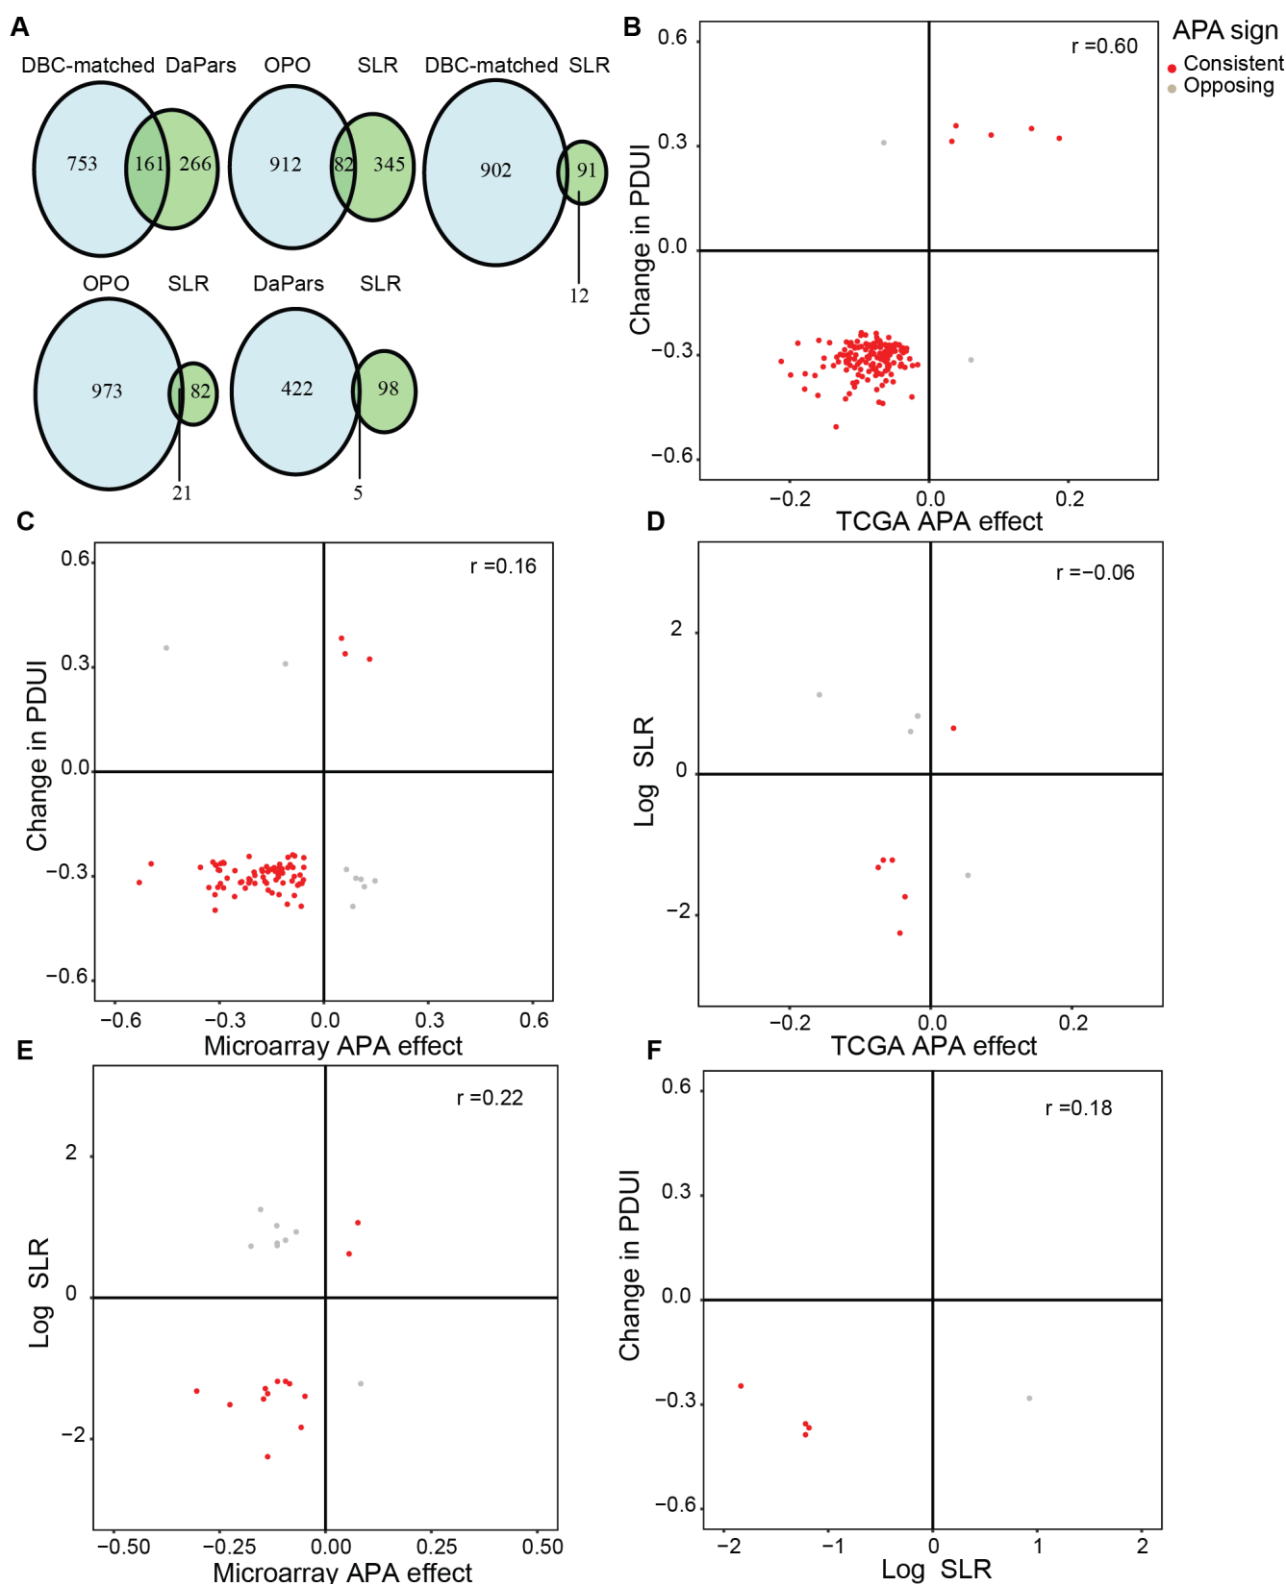 A
DBC-matched DaPars OPO SLR DBC-matched SLR
753 161 266 912 82 345 902 91
12
OPO SLR DaPars SLR
973 82 422 98
21 5
B
r =0.60
APA sign
Consistent
Opposing
Change in PDUI
0.6
0.3
0.0
−0.3
−0.6
−0.2 0.0 0.2
TCGA APA effect
C
r =0.16
Change in PDUI
0.6
0.3
0.0
−0.3
−0.6
−0.6 −0.3 0.0 0.3 0.6
Microarray APA effect
D
r =−0.06
Log SLR
2
0
−2
−0.2 0.0 0.2
TCGA APA effect
E
r =0.22
Log SLR
2
0
−2
−0.50 −0.25 0.00 0.25 0.50
Microarray APA effect
F
r =0.18
Change in PDUI
0.6
0.3
0.0
−0.3
−0.6
−2 −1 0 1 2
Log SLR